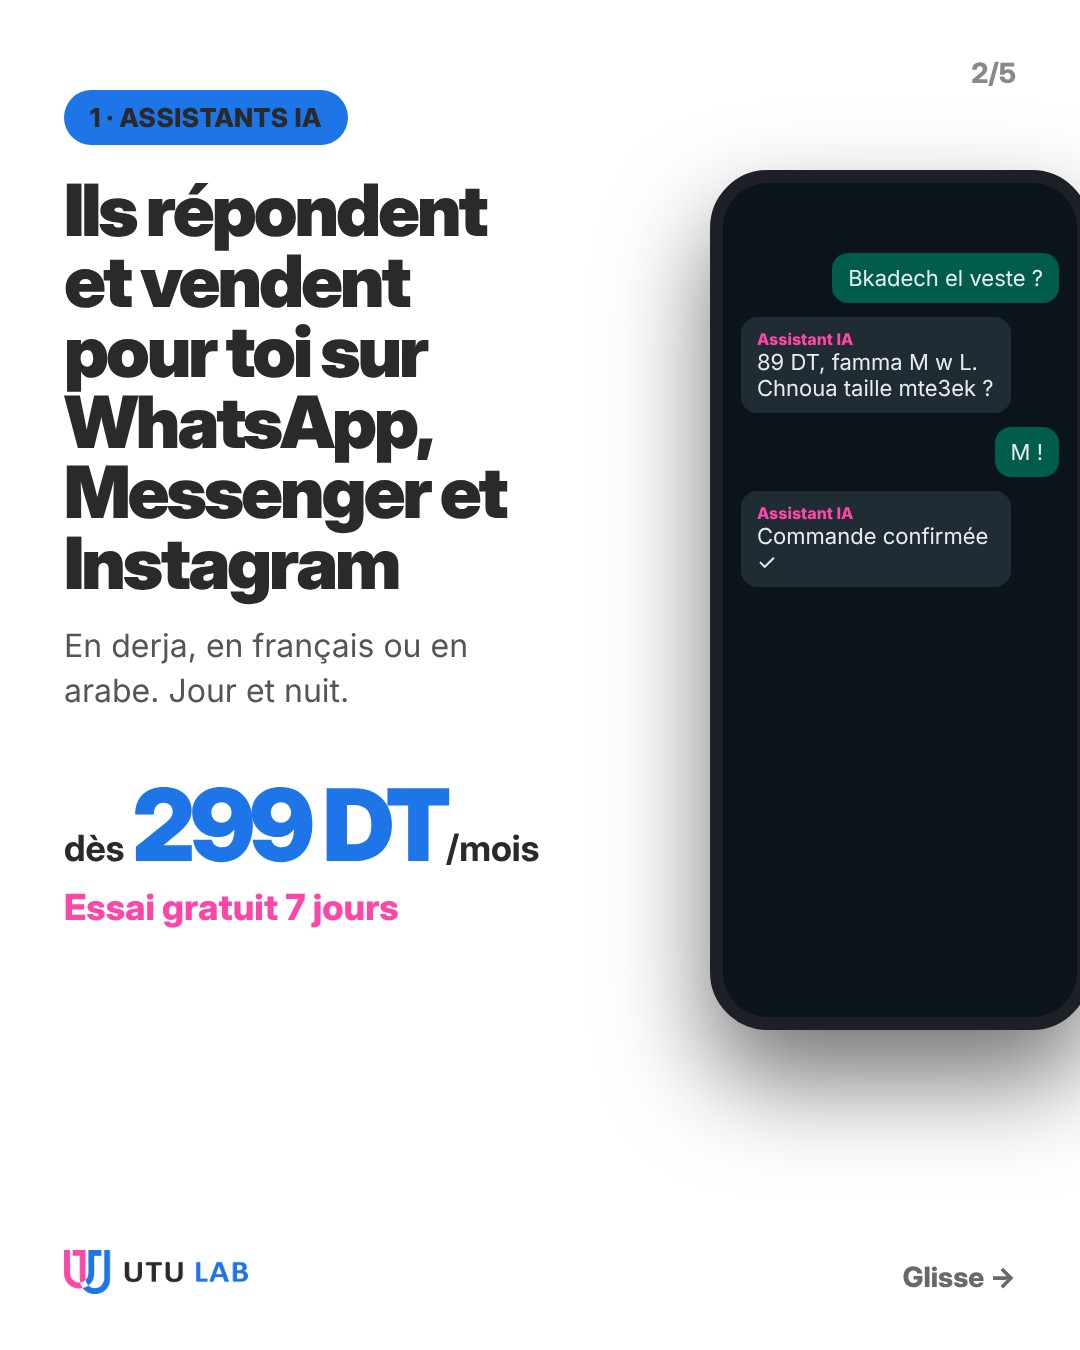 2/5
1 · ASSISTANTS IA
Ils répondent
et vendent
pour toi sur
WhatsApp,
Messenger et
Instagram
En derja, en français ou en
arabe. Jour et nuit.
dès 299 DT/mois
Essai gratuit 7 jours
Bkadech el veste ?
Assistant IA
89 DT, famma M w L.
Chnoua taille mte3ek ?
M !
Assistant IA
Commande confirmée
✓
UTU LAB
Glisse →